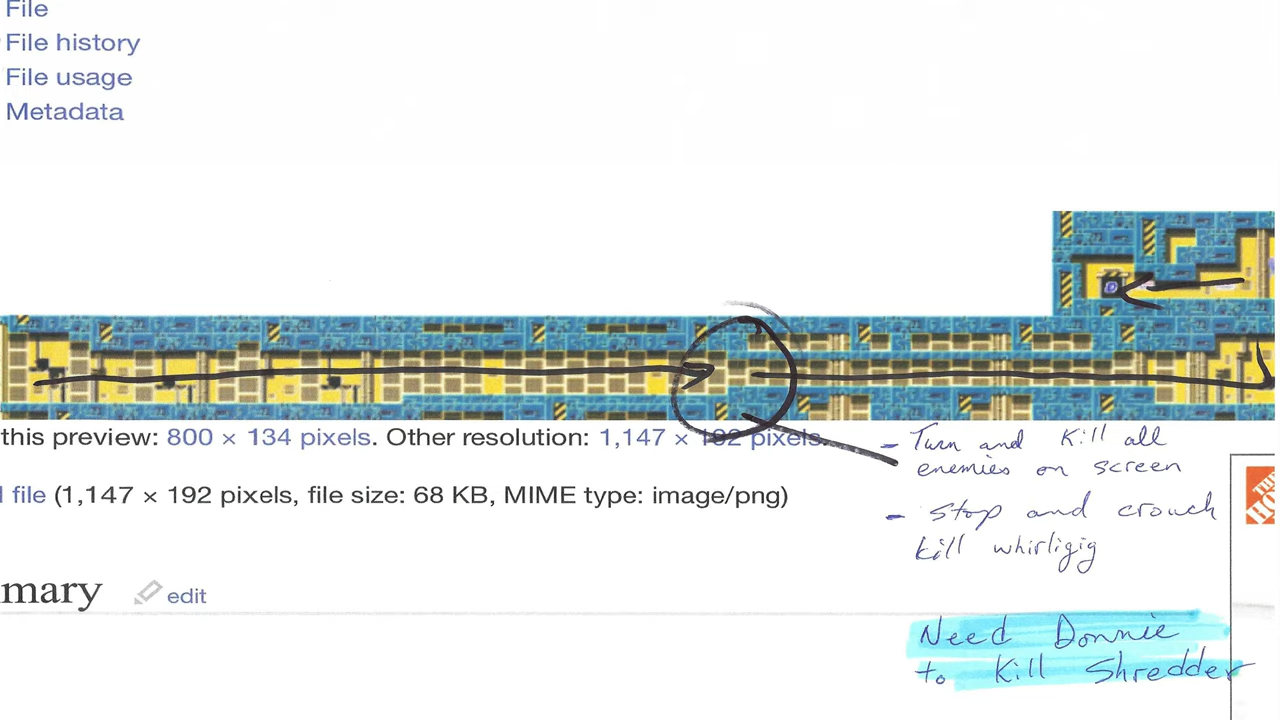 File
File history
File usage
Metadata
this preview: 800 × 134 pixels. Other resolution: 1,147 × 192 pixels.
- Turn and Kill all
enemies on screen
l file (1,147 × 192 pixels, file size: 68 KB, MIME type: image/png)
- Stop and crouch
kill whirligig
mary edit
Need Donnie
to Kill Shredder
THE
HO